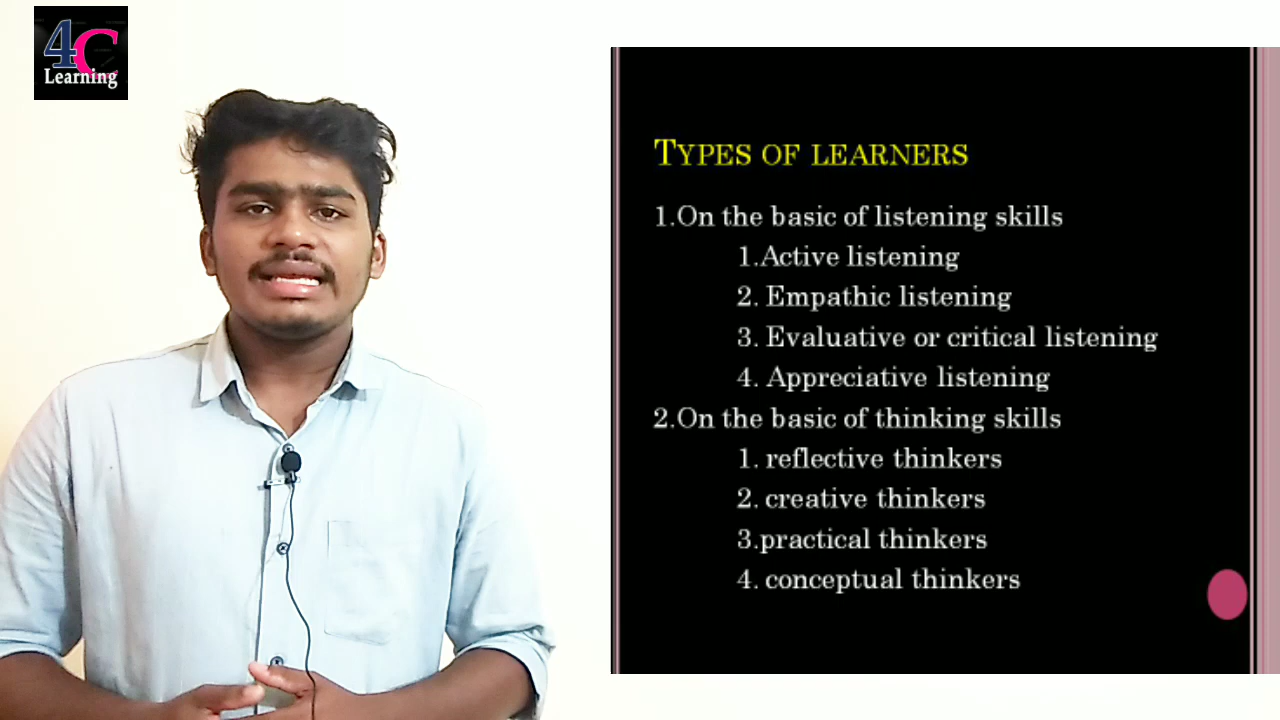 4C
Learning
TYPES OF LEARNERS
1.On the basic of listening skills
1.Active listening
2. Empathic listening
3. Evaluative or critical listening
4. Appreciative listening
2.On the basic of thinking skills
1. reflective thinkers
2. creative thinkers
3.practical thinkers
4. conceptual thinkers